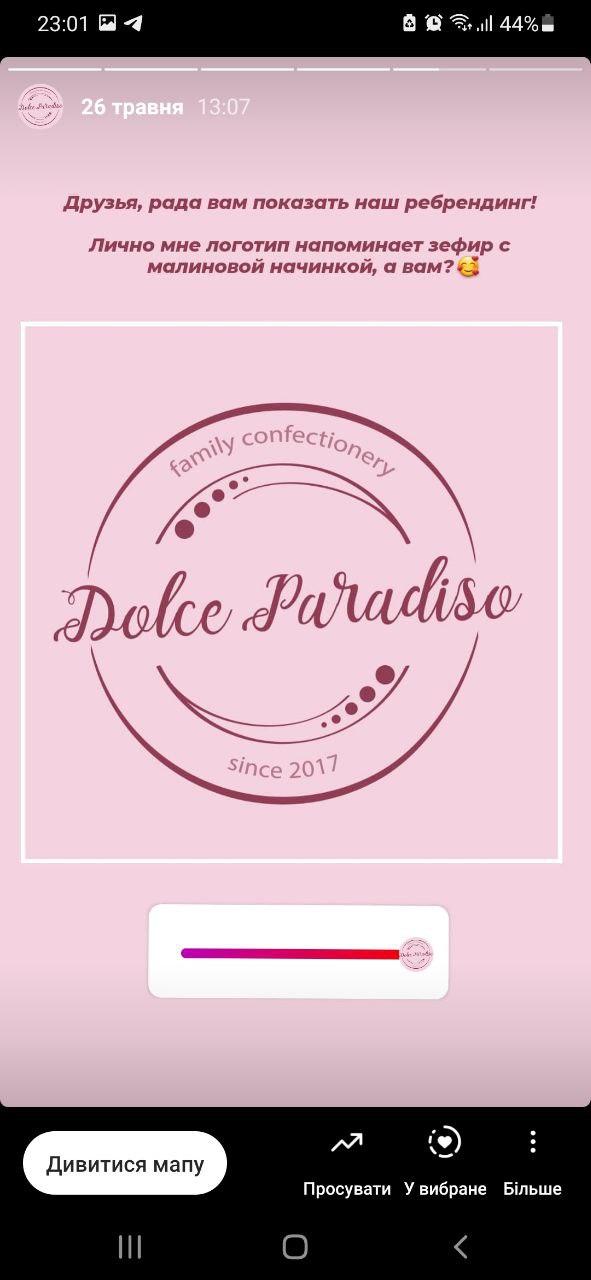 23:01
44%
26 травня 13:07
Друзья, рада вам показать наш ребрендинг!
Лично мне логотип напоминает зефир с
малиновой начинкой, а вам?🥰
family confectionery
Dolce Paradiso
since 2017
Дивитися мапу
Просувати
У вибране
Більше